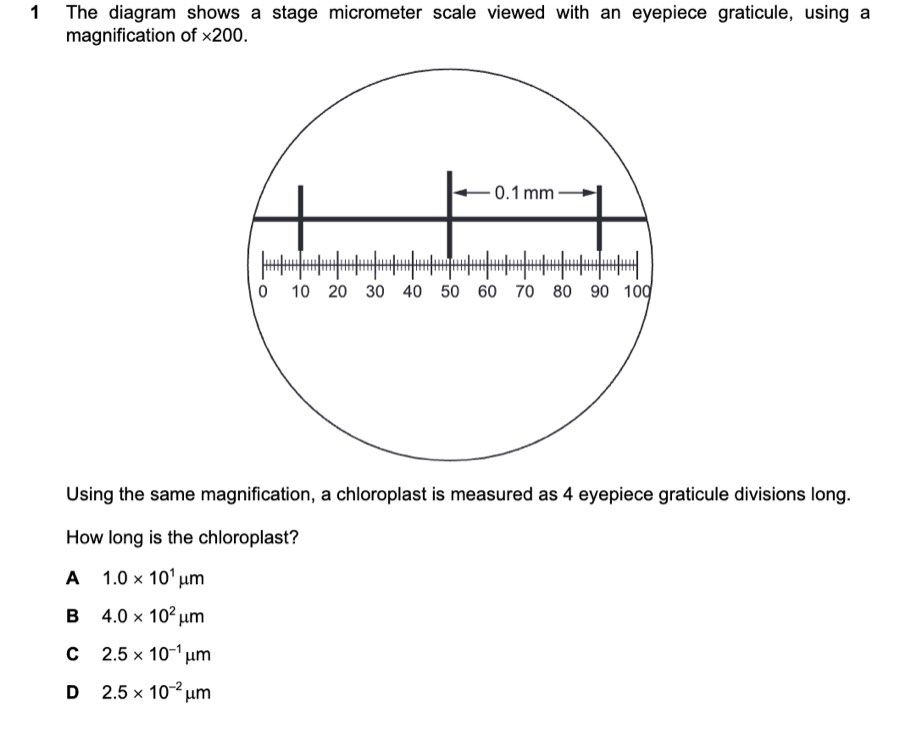 1 The diagram shows a stage micrometer scale viewed with an eyepiece graticule, using a
magnification of ×200.
0.1 mm
0 10 20 30 40 50 60 70 80 90 100
Using the same magnification, a chloroplast is measured as 4 eyepiece graticule divisions long.
How long is the chloroplast?
A 1.0 × 10¹ μm
B 4.0 × 10² μm
C 2.5 × 10⁻¹ μm
D 2.5 × 10⁻² μm